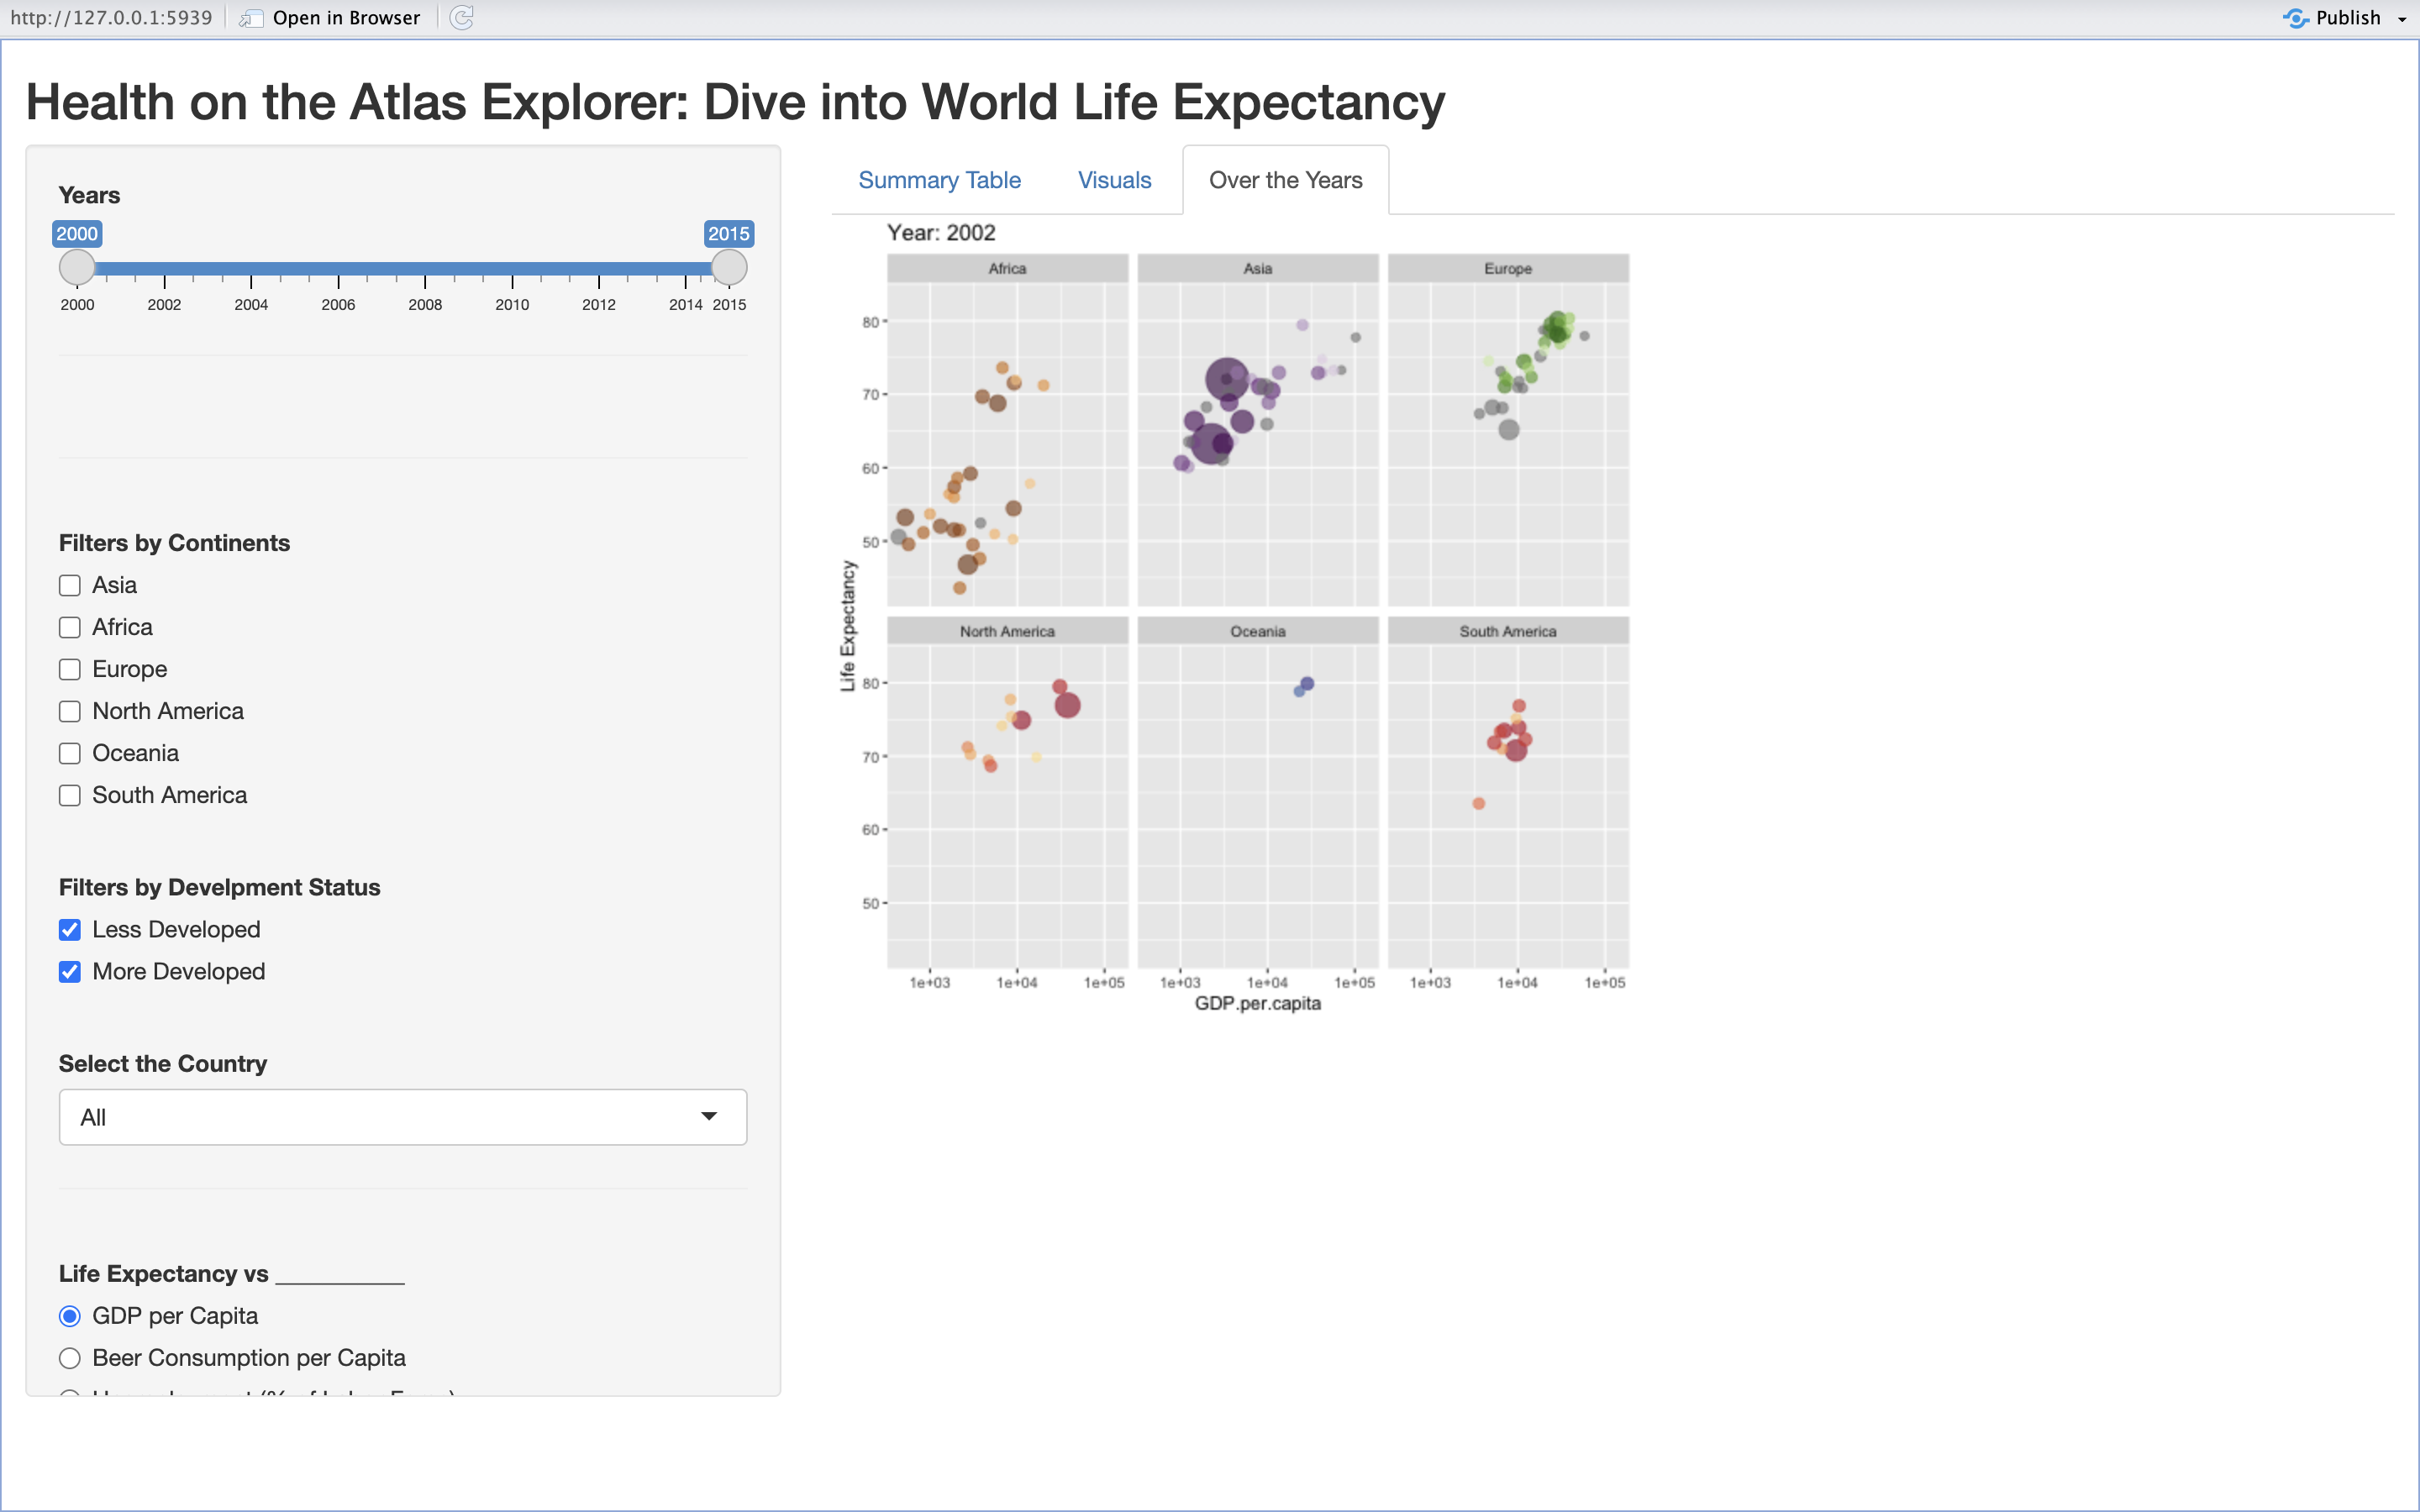 http://127.0.0.1:5939 Open in Browser Publish
Health on the Atlas Explorer: Dive into World Life Expectancy
Years
2000 2015
2000 2002 2004 2006 2008 2010 2012 2014 2015
Filters by Continents
Asia
Africa
Europe
North America
Oceania
South America
Filters by Develpment Status
Less Developed
More Developed
Select the Country
All
Life Expectancy vs __________
GDP per Capita
Beer Consumption per Capita
Summary Table Visuals Over the Years
Year: 2002
Africa Asia Europe
80
70
60
50
Life Expectancy
North America Oceania South America
80
70
60
50
1e+03 1e+04 1e+05 1e+03 1e+04 1e+05 1e+03 1e+04 1e+05
GDP.per.capita